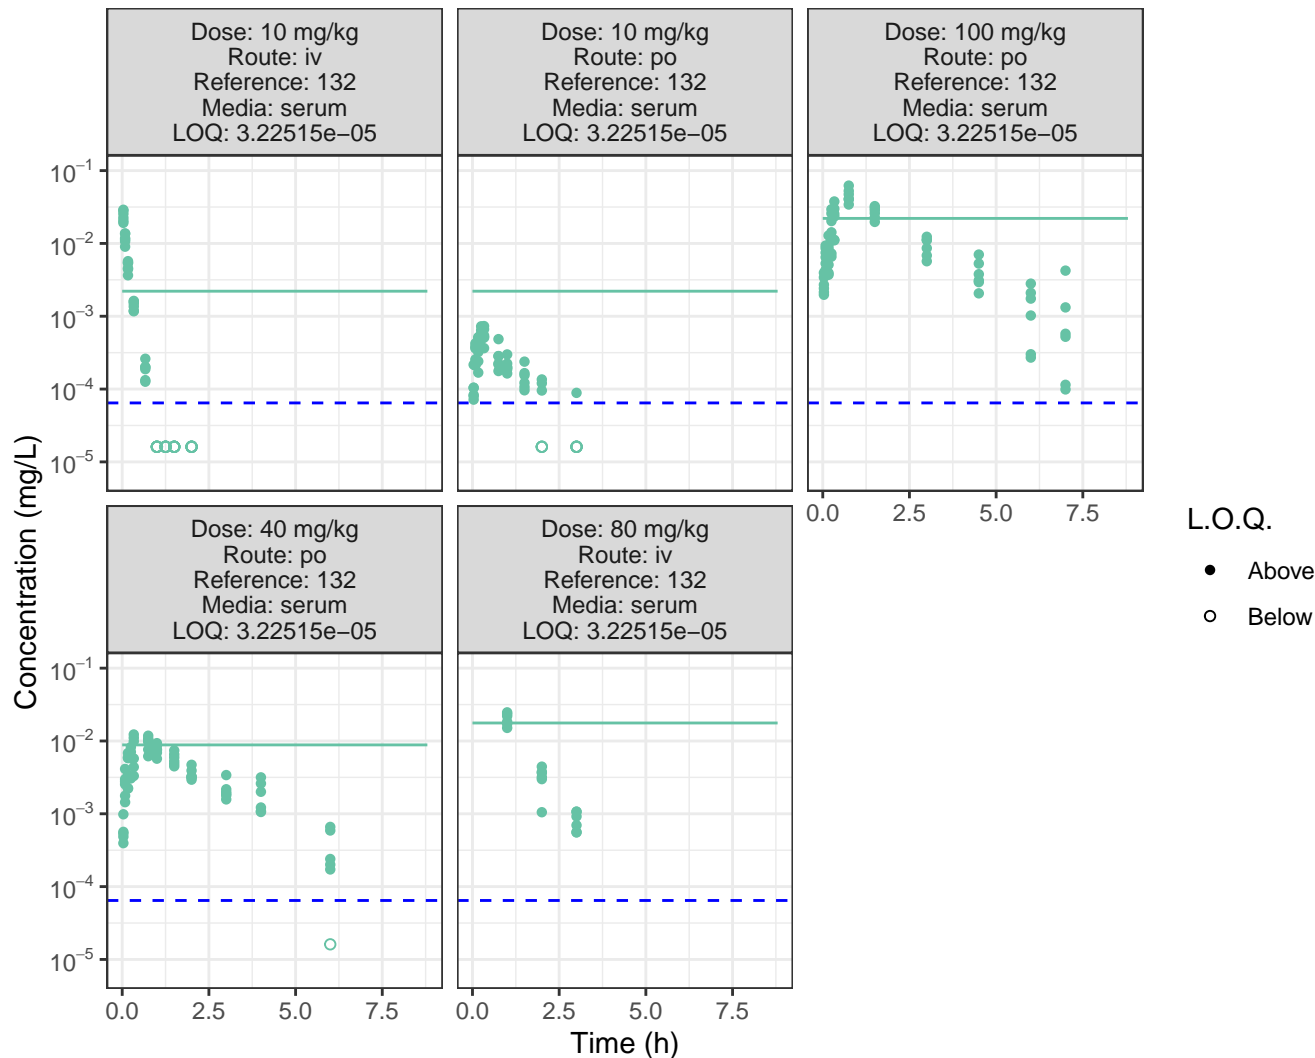 Dose: 10 mg/kg
Route: iv
Reference: 132
Media: serum
LOQ: 3.22515e−05
Dose: 10 mg/kg
Route: po
Reference: 132
Media: serum
LOQ: 3.22515e−05
Dose: 100 mg/kg
Route: po
Reference: 132
Media: serum
LOQ: 3.22515e−05
10⁻¹
10⁻²
10⁻³
10⁻⁴
10⁻⁵
0.0 2.5 5.0 7.5
Dose: 40 mg/kg
Route: po
Reference: 132
Media: serum
LOQ: 3.22515e−05
Dose: 80 mg/kg
Route: iv
Reference: 132
Media: serum
LOQ: 3.22515e−05
10⁻¹
10⁻²
10⁻³
10⁻⁴
10⁻⁵
0.0 2.5 5.0 7.5
0.0 2.5 5.0 7.5
Concentration (mg/L)
Time (h)
L.O.Q.
Above
Below